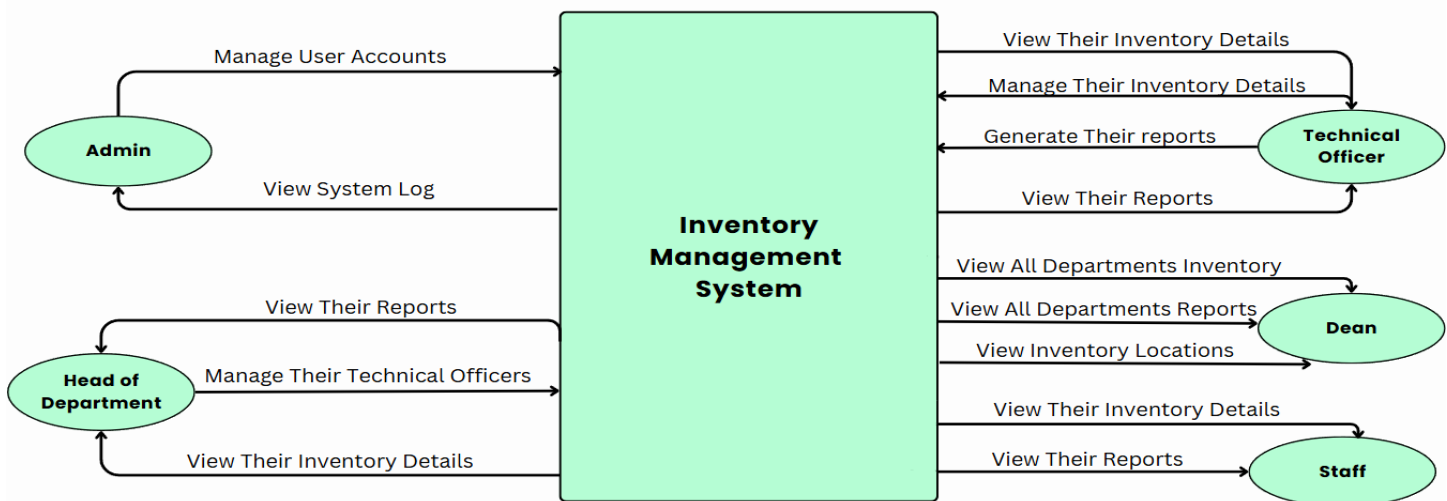 Manage User Accounts
Admin
View System Log
View Their Reports
Head of
Department
Manage Their Technical Officers
View Their Inventory Details
Inventory
Management
System
View Their Inventory Details
Manage Their Inventory Details
Generate Their reports
Technical
Officer
View Their Reports
View All Departments Inventory
View All Departments Reports
Dean
View Inventory Locations
View Their Inventory Details
View Their Reports
Staff